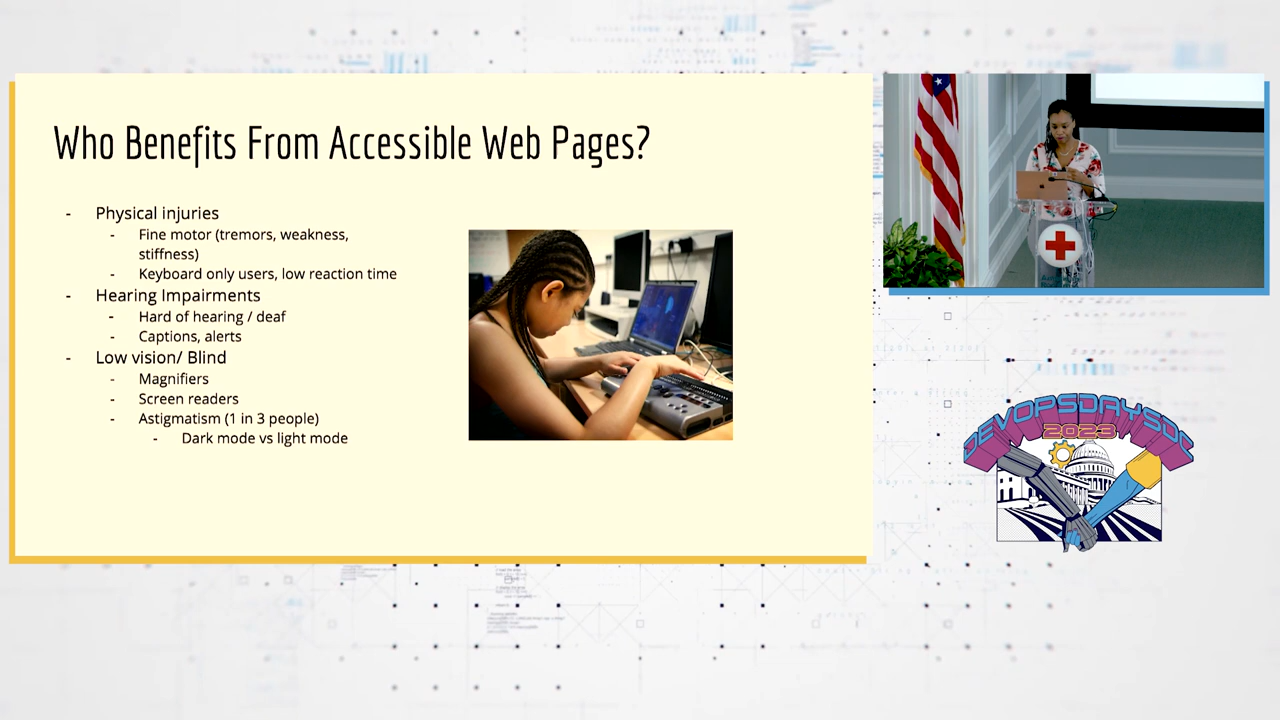 Who Benefits From Accessible Web Pages?
- Physical injuries
- Fine motor (tremors, weakness,
stiffness)
- Keyboard only users, low reaction time
- Hearing Impairments
- Hard of hearing / deaf
- Captions, alerts
- Low vision/ Blind
- Magnifiers
- Screen readers
- Astigmatism (1 in 3 people)
- Dark mode vs light mode
DEVOPSDAYSDC
2023